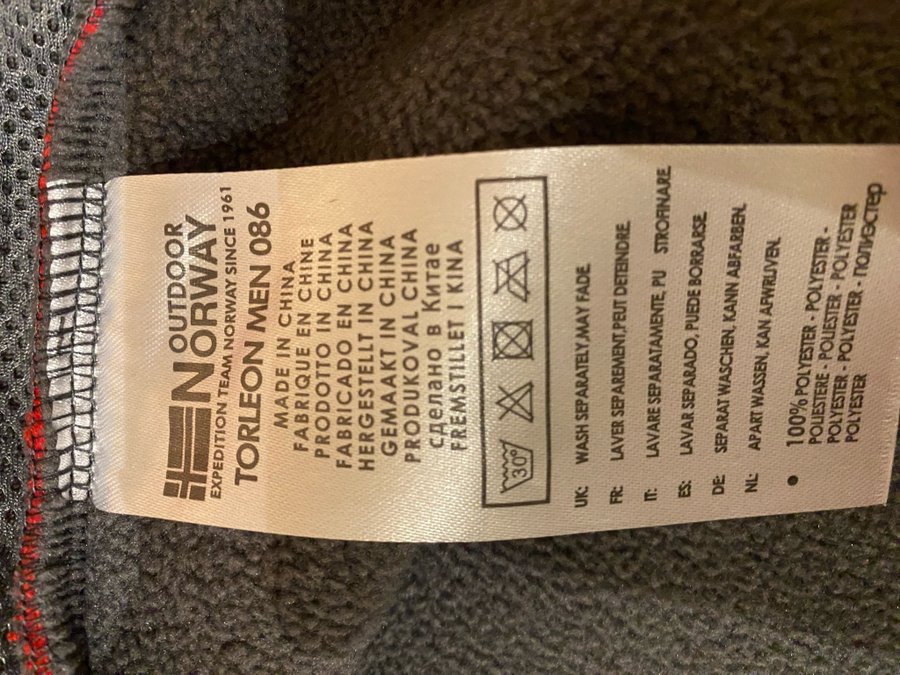 OUTDOOR
NORWAY
EXPEDITION TEAM NORWAY SINCE 1961
TORLEON MEN 086
MADE IN CHINA
FABRIQUE EN CHINE
PRODOTTO IN CHINA
FABRICADO EN CHINA
HERGESTELLT IN CHINA
GEMAAKT IN CHINA
PRODUKOVAL CHINA
сделано в Китае
FREMSTILLET I KINA
30°
UK: WASH SEPARATELY,MAY FADE.
FR: LAVER SEPAREMENT,PEUT DETENDRE.
IT: LAVARE SEPARATAMENTE, PU STROFINARE.
ES: LAVAR SEPARADO, PUEDE BORRARSE.
DE: SEPARAT WASCHEN, KANN ABFARBEN.
NL: APART WASSEN, KAN AFWRIJVEN.
● 100% POLYESTER - POLYESTER -
POLIESTERE - POLIESTER - POLYESTER
POLYESTER - POLYESTER -полиэстер
POLYESTER